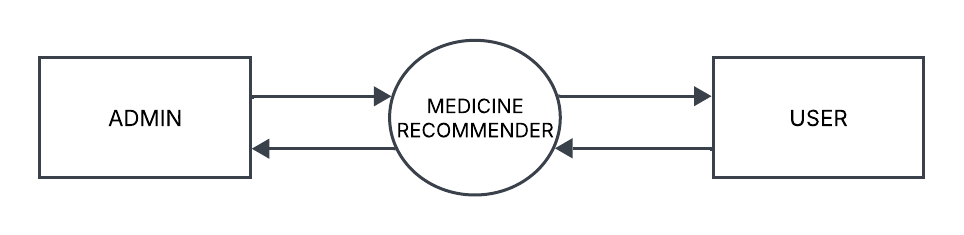 ADMIN
MEDICINE
RECOMMENDER
USER